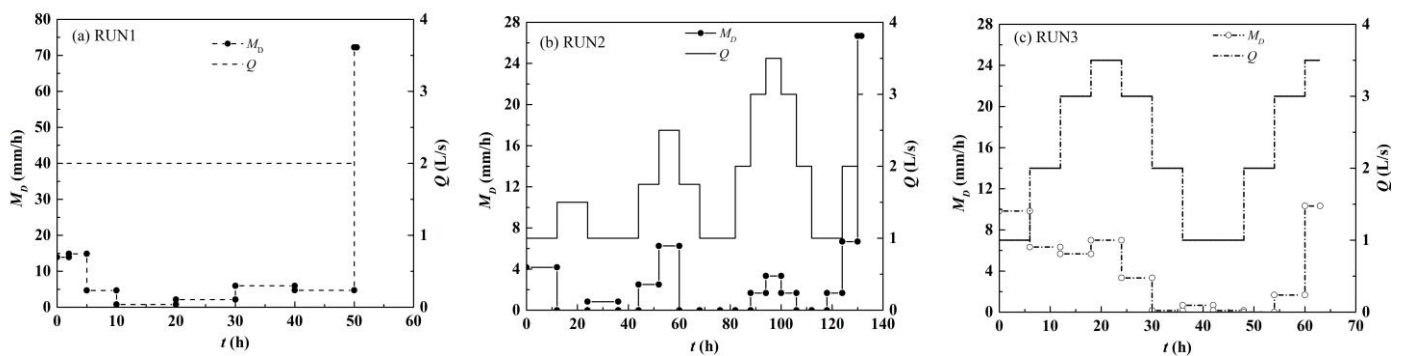 (a) RUN1
M_D
Q
80
70
60
50
40
30
20
10
0
M_D (mm/h)
4
3
2
1
0
Q (L/s)
0 10 20 30 40 50 60
t (h)
(b) RUN2
M_D
Q
28
24
20
16
12
8
4
0
M_D (mm/h)
4
3
2
1
0
Q (L/s)
0 20 40 60 80 100 120 140
t (h)
(c) RUN3
M_D
Q
28
24
20
16
12
8
4
0
M_D (mm/h)
4
3
2
1
0
Q (L/s)
0 10 20 30 40 50 60 70
t (h)